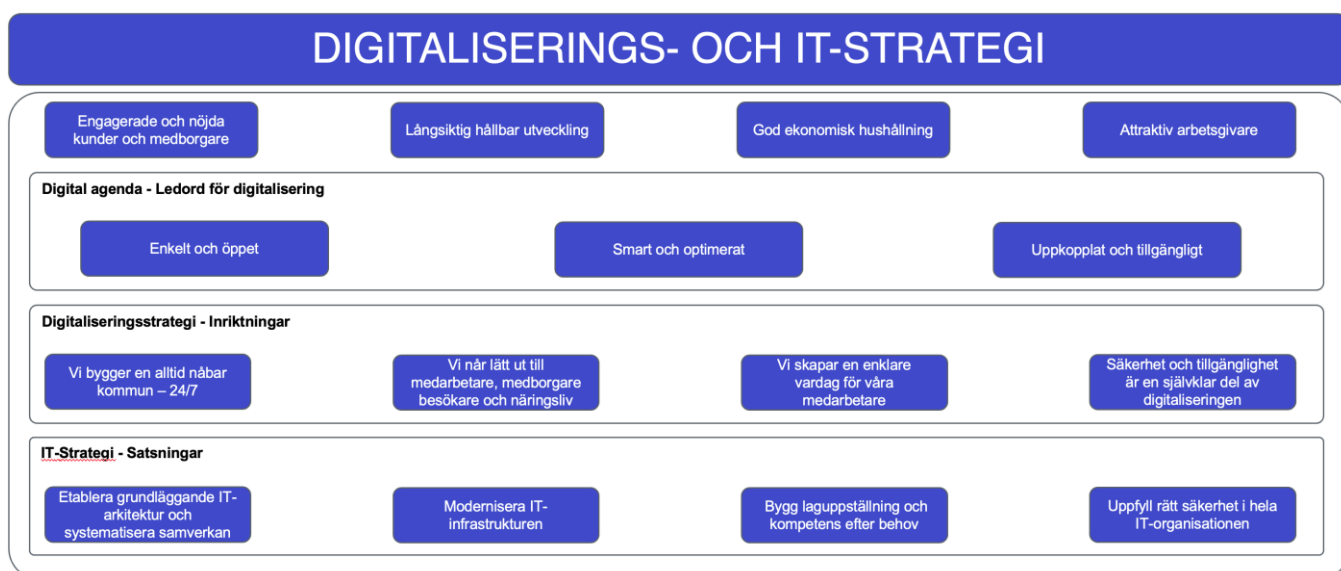 DIGITALISERINGS- OCH IT-STRATEGI
Engagerade och nöjda
kunder och medborgare
Långsiktig hållbar utveckling
God ekonomisk hushållning
Attraktiv arbetsgivare
Digital agenda - Ledord för digitalisering
Enkelt och öppet
Smart och optimerat
Uppkopplat och tillgängligt
Digitaliseringsstrategi - Inriktningar
Vi bygger en alltid nåbar
kommun – 24/7
Vi når lätt ut till
medarbetare, medborgare
besökare och näringsliv
Vi skapar en enklare
vardag för våra
medarbetare
Säkerhet och tillgänglighet
är en självklar del av
digitaliseringen
IT-Strategi - Satsningar
Etablera grundläggande IT-
arkitektur och
systematisera samverkan
Modernisera IT-
infrastrukturen
Bygg laguppställning och
kompetens efter behov
Uppfyll rätt säkerhet i hela
IT-organisationen